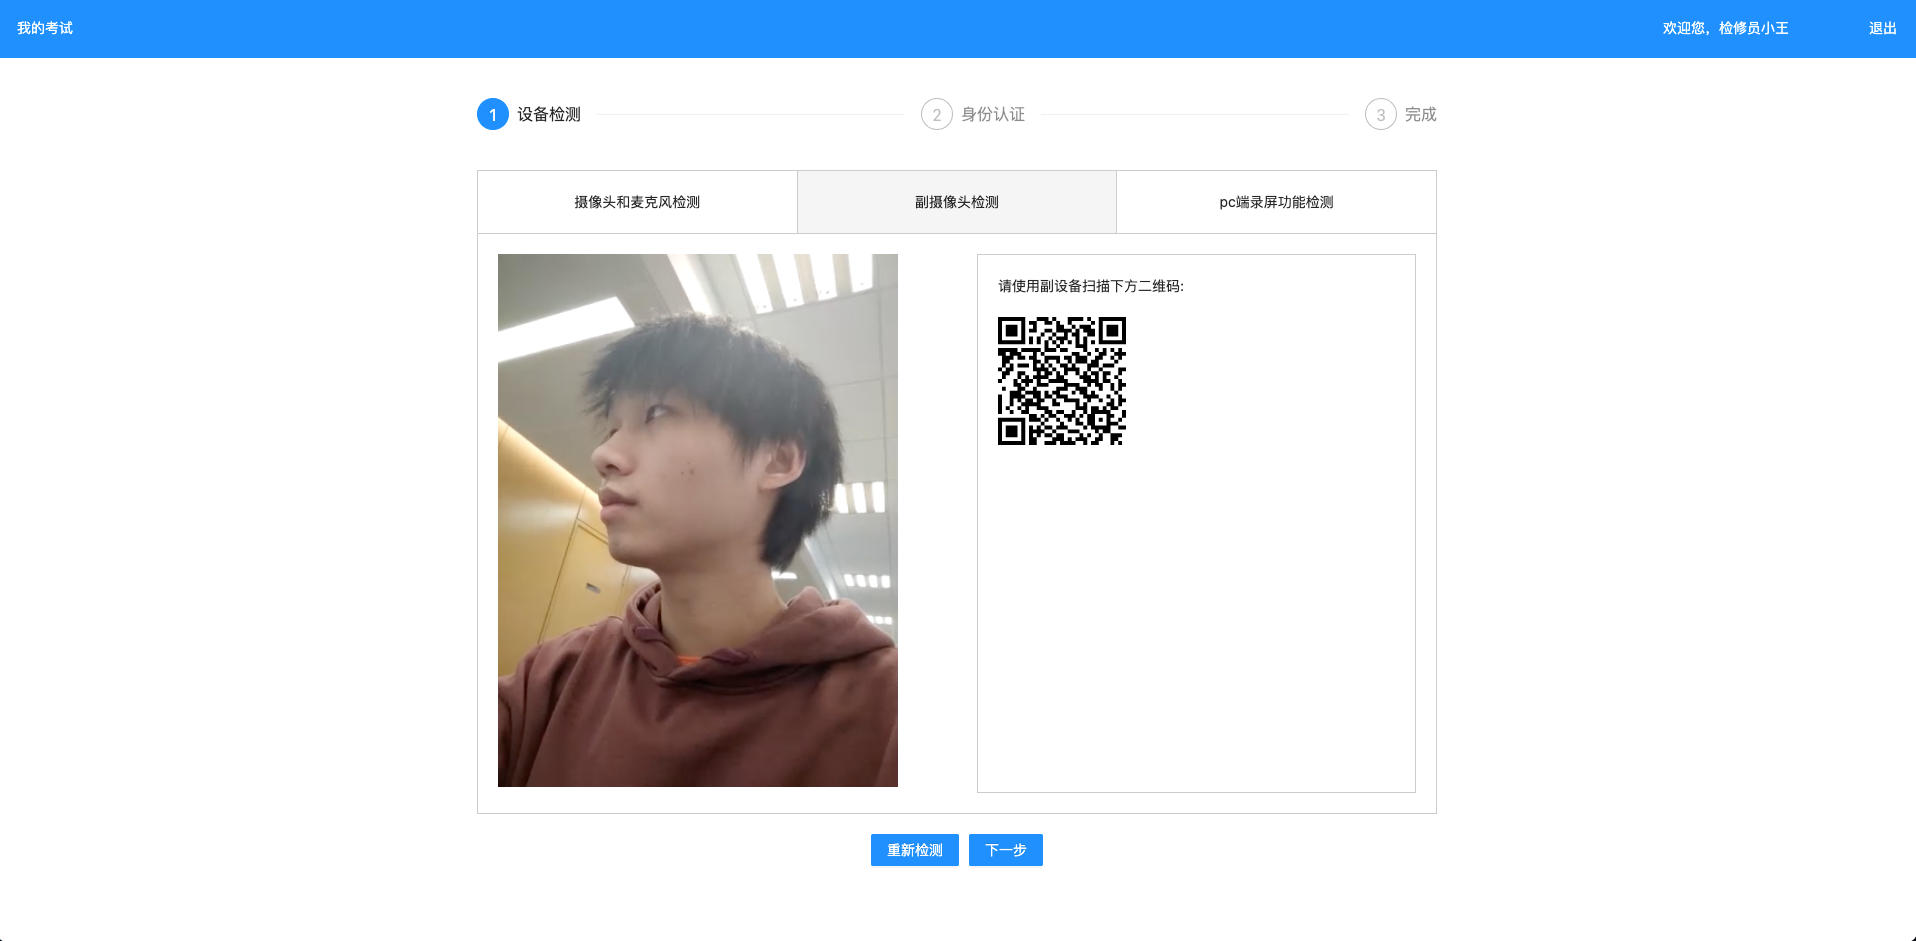 我的考试
欢迎您，检修员小王
退出
1 设备检测
2 身份认证
3 完成
摄像头和麦克风检测
副摄像头检测
pc端录屏功能检测
请使用副设备扫描下方二维码:
重新检测
下一步